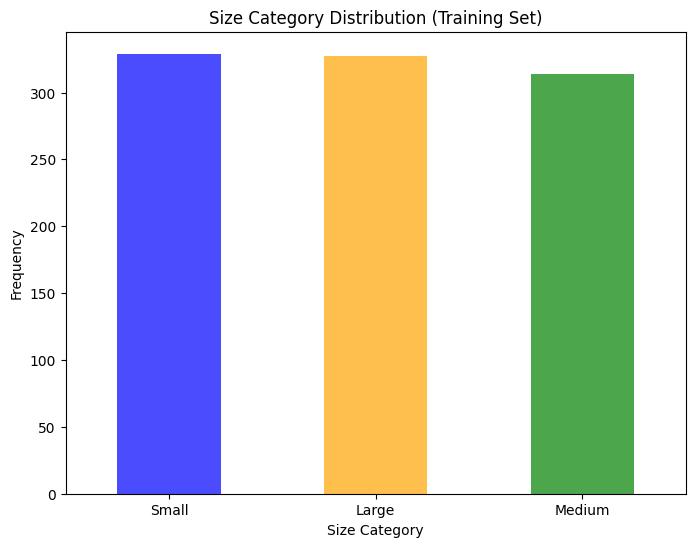 Size Category Distribution (Training Set)
Frequency
300
250
200
150
100
50
0
Small
Large
Medium
Size Category